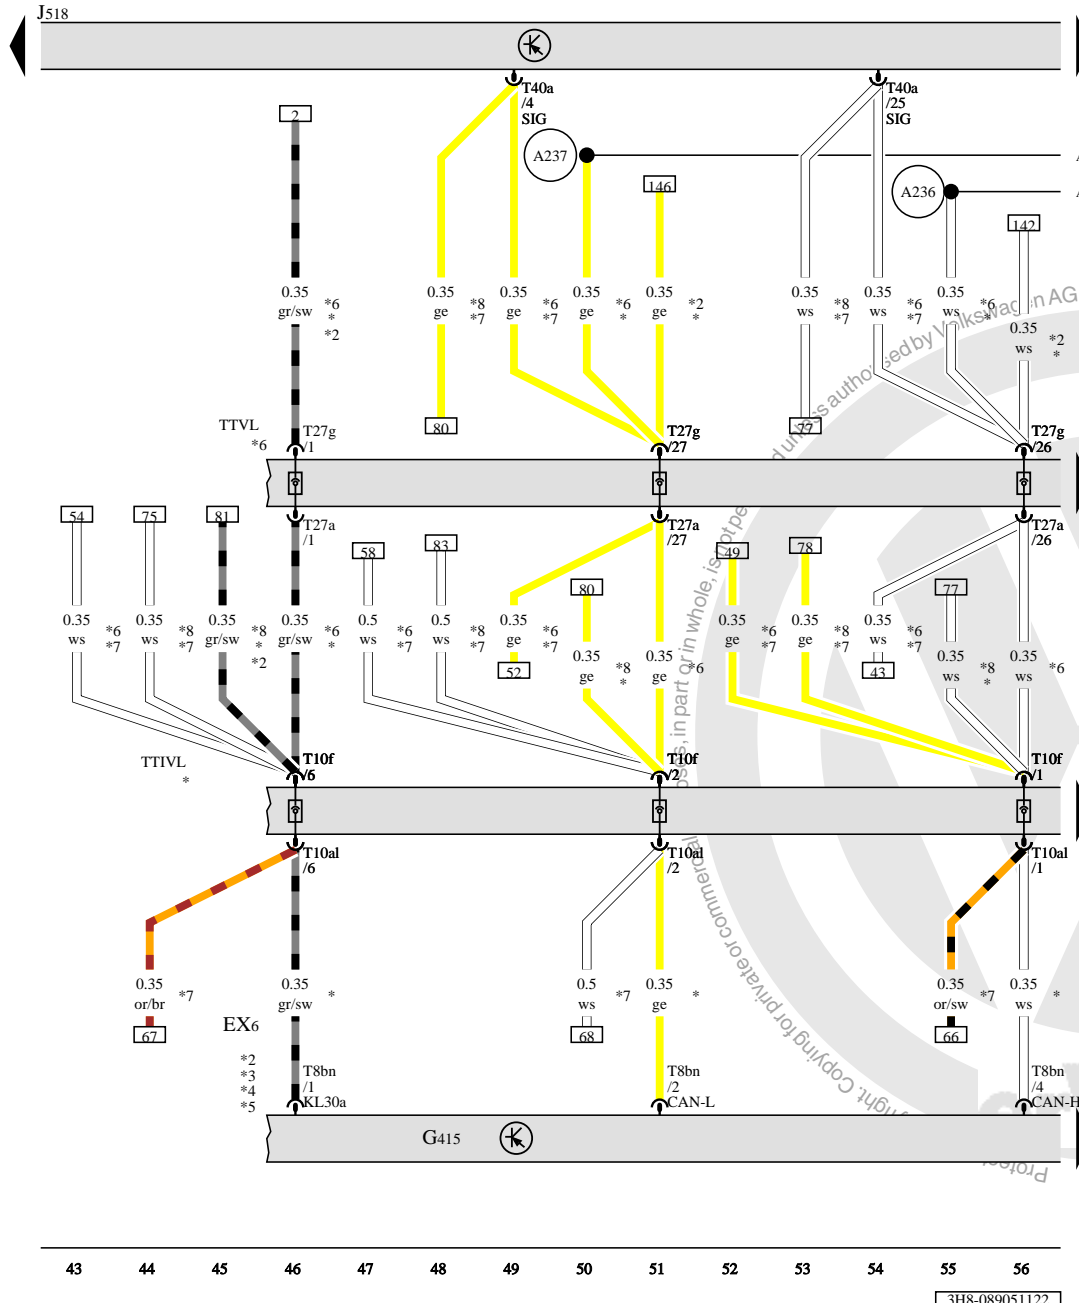 J518
T40a
/4
SIG
T40a
/25
SIG
2
A237
146
A236
142
0.35
gr/sw
*6
*
*2
0.35
ge
*8
*7
0.35
ge
*6
*7
0.35
ge
*6
*
0.35
ge
*2
*
0.35
ws
*8
*7
0.35
ws
*6
*7
0.35
ws
*6
*
0.35
ws
*2
*
TTVL
*6
T27g
/1
80
T27g
/27
77
T27g
/26
54
75
81
T27a
/1
58
83
T27a
/27
80
49
78
T27a
/26
77
0.35
ws
*6
*7
0.35
ws
*8
*7
0.35
gr/sw
*8
*
*2
0.35
gr/sw
*6
*
0.5
ws
*6
*7
0.5
ws
*8
*7
0.35
ge
*6
*7
52
0.35
ge
*8
*
0.35
ge
*6
0.35
ge
*6
*7
0.35
ge
*8
*7
0.35
ws
*6
*7
43
0.35
ws
*8
*
0.35
ws
*6
TTIVL
*
T10f
/6
T10f
/2
T10f
/1
T10al
/6
T10al
/2
T10al
/1
0.35
or/br
*7
67
0.35
gr/sw
*
0.5
ws
*7
68
0.35
ge
*
0.35
or/sw
*7
66
0.35
ws
*
EX6
*2
*3
*4
*5
T8bn
/1
KL30a
T8bn
/2
CAN-L
T8bn
/4
CAN-H
G415
43 44 45 46 47 48 49 50 51 52 53 54 55 56
3H8-089051122